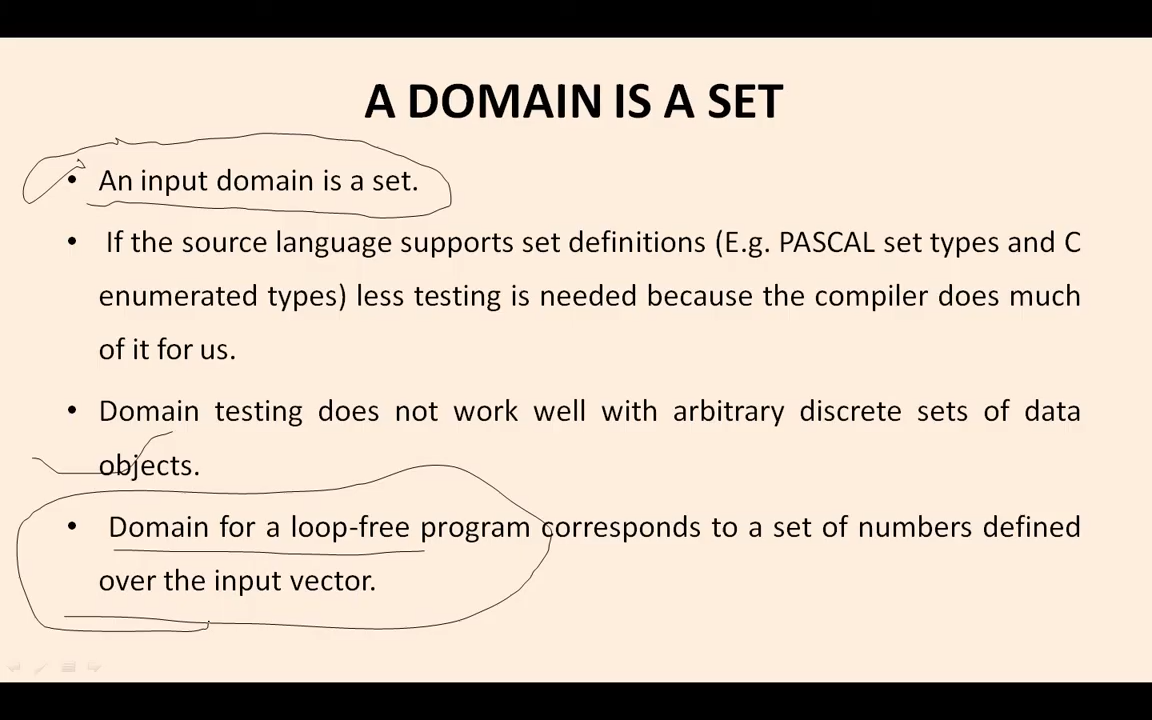 A DOMAIN IS A SET
• An input domain is a set.
• If the source language supports set definitions (E.g. PASCAL set types and C
enumerated types) less testing is needed because the compiler does much
of it for us.
• Domain testing does not work well with arbitrary discrete sets of data
objects.
• Domain for a loop-free program corresponds to a set of numbers defined
over the input vector.